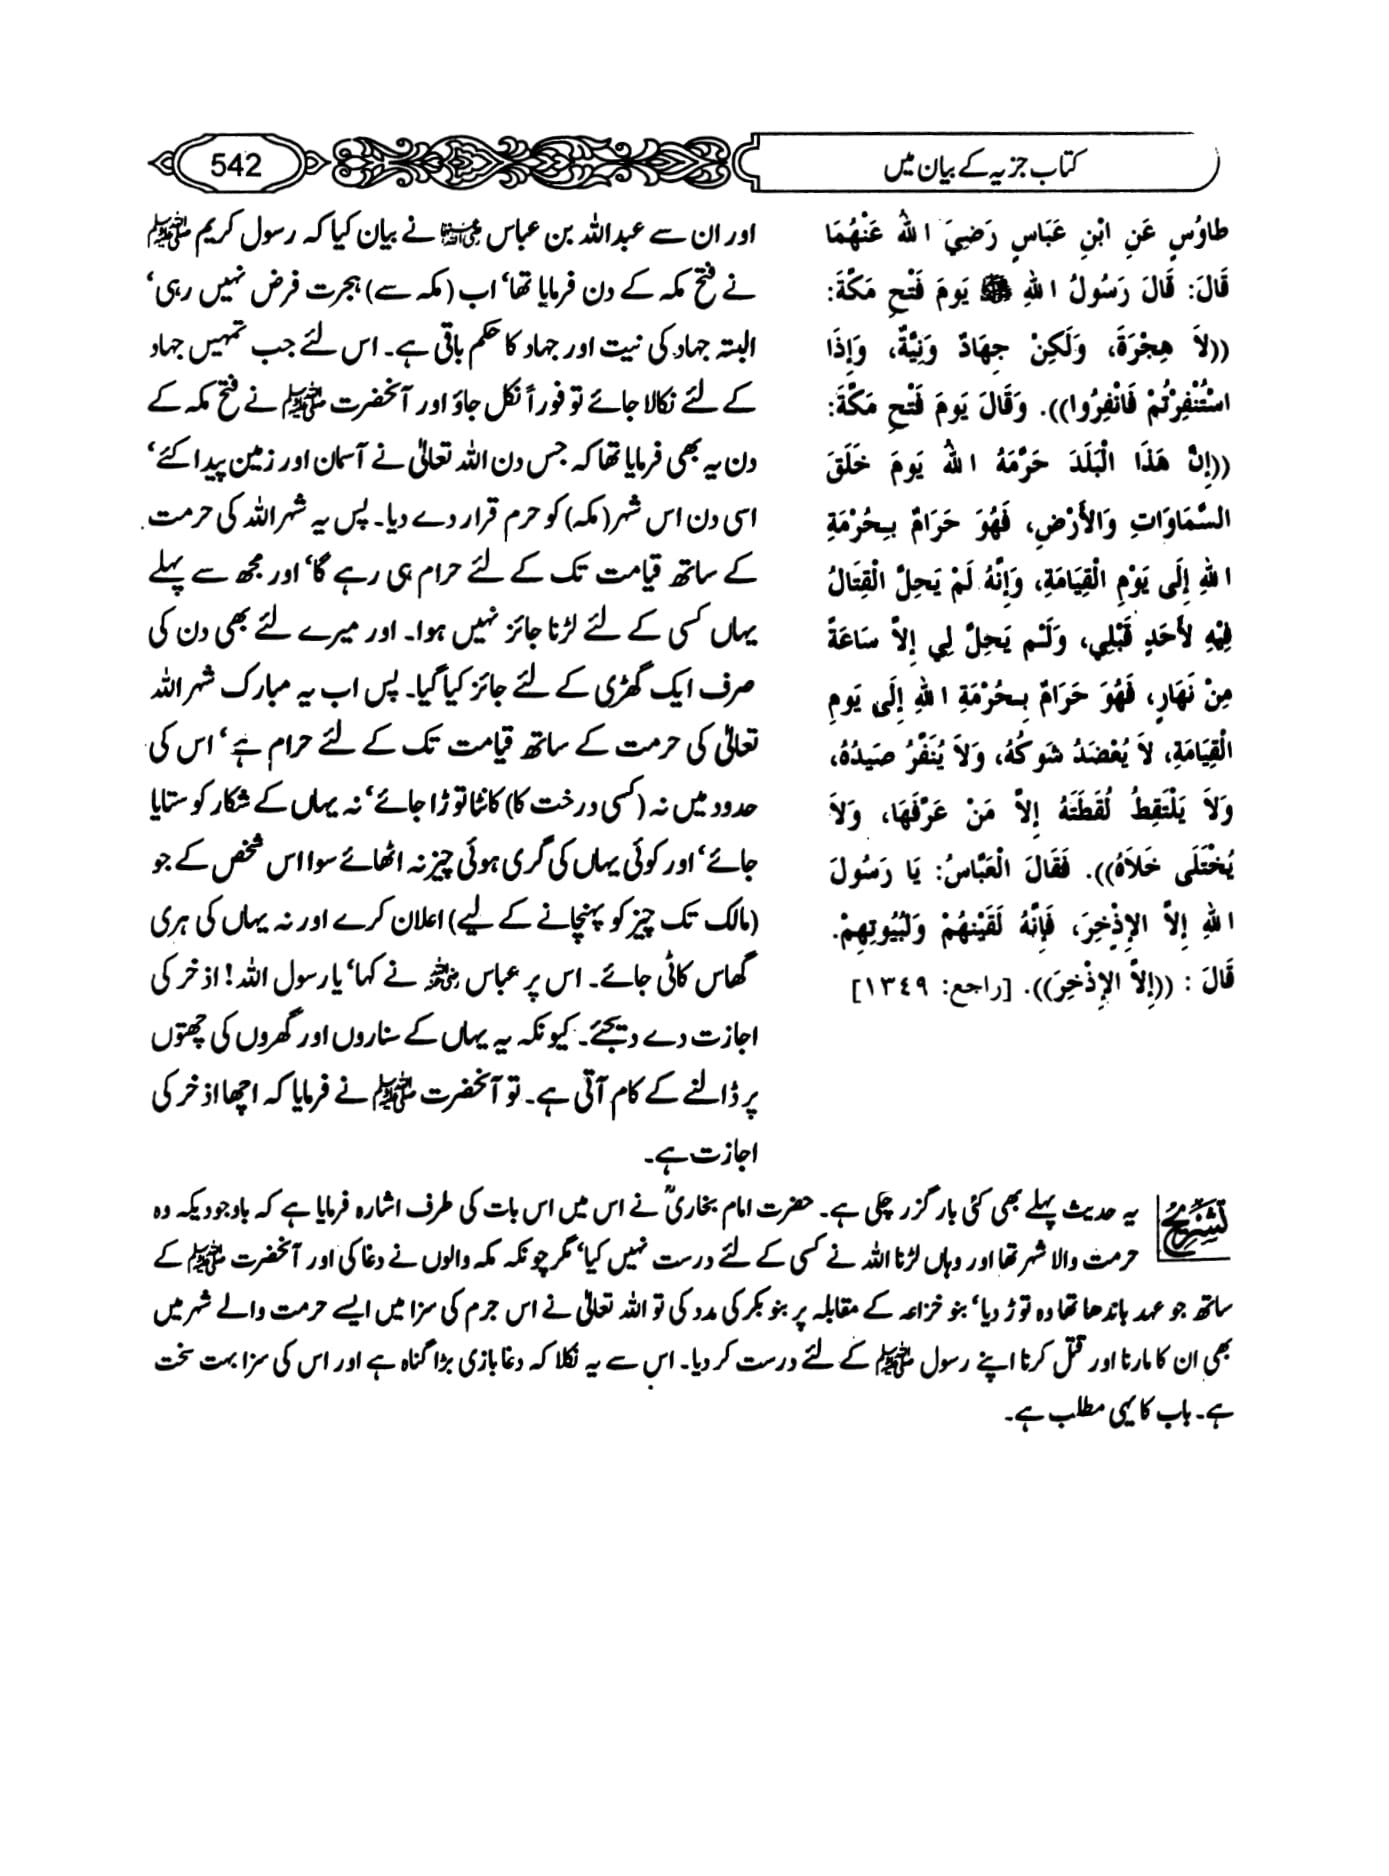 کتاب جزیہ کے بیان میں
542
طاوُسٍ عَنِ ابْنِ عَبَّاسٍ رَضِيَ اللهُ عَنْهُمَا
قَالَ: قَالَ رَسُولُ اللهِ ﷺ يَومَ فَتْحِ مَكَّةَ:
((لاَ هِجْرَةَ، وَلَكِنْ جِهَادٌ وَنِيَّةٌ، وَإِذَا
اسْتُنْفِرْتُمْ فَانْفِرُوا)). وَقَالَ يَومَ فَتْحِ مَكَّةَ:
((إِنَّ هَذَا الْبَلَدَ حَرَّمَهُ اللهُ يَومَ خَلَقَ
السَّمَاوَاتِ وَالأَرْضِ، فَهُوَ حَرَامٌ بِحُرْمَةِ
اللهِ إِلَى يَوْمِ الْقِيَامَةِ، وَإِنَّهُ لَمْ يَحِلَّ الْقِتَالُ
فِيْهِ لأَحَدٍ قَبْلِي، وَلَمْ يَحِلَّ لِي إِلاَّ سَاعَةً
مِنْ نَهَارٍ، فَهُوَ حَرَامٌ بِحُرْمَةِ اللهِ إِلَى يَومِ
الْقِيَامَةِ، لاَ يُعْضَدُ شَوكُهُ، وَلاَ يُنَفَّرُ صَيدُهُ،
وَلاَ يَلْتَقِطُ لُقَطَتَهُ إِلاَّ مَنْ عَرَّفَهَا، وَلاَ
يُخْتَلَى خَلاَهُ)). فَقَالَ الْعَبَّاسُ: يَا رَسُولَ
اللهِ إِلاَّ الإِذْخِرَ، فَإِنَّهُ لَقَيْنِهُمْ وَلِبُيُوتِهِمْ.
قَالَ : ((إِلاَّ الإِذْخِرَ)). [راجع: ١٣٤٩]
اور ان سے عبداللہ بن عباس رضی اللہ عنہما نے بیان کیا کہ رسول کریم ﷺ
نے فتح مکہ کے دن فرمایا تھا‘ اب (مکہ سے) ہجرت فرض نہیں رہی‘
البتہ جہاد کی نیت اور جہاد کا حکم باقی ہے۔ اس لئے جب تمہیں جہاد
کے لئے نکالا جائے تو فوراً نکل جاؤ اور آنحضرت ﷺ نے فتح مکہ کے
دن یہ بھی فرمایا تھا کہ جس دن اللہ تعالیٰ نے آسمان اور زمین پیدا کئے‘
اسی دن اس شہر (مکہ) کو حرم قرار دے دیا۔ پس یہ شہر اللہ کی حرمت
کے ساتھ قیامت تک کے لئے حرام ہی رہے گا‘ اور مجھ سے پہلے
یہاں کسی کے لئے لڑنا جائز نہیں ہوا۔ اور میرے لئے بھی دن کی
صرف ایک گھڑی کے لئے جائز کیا گیا۔ پس اب یہ مبارک شہر اللہ
تعالیٰ کی حرمت کے ساتھ قیامت تک کے لئے حرام ہے‘ اس کی
حدود میں نہ (کسی درخت کا) کانٹا توڑا جائے‘ نہ یہاں کے شکار کو ستایا
جائے‘ اور کوئی یہاں کی گری ہوئی چیز نہ اٹھائے سوا اس شخص کے جو
(مالک تک چیز کو پہنچانے کے لیے) اعلان کرے اور نہ یہاں کی ہری
گھاس کاٹی جائے۔ اس پر عباس رضی اللہ عنہ نے کہا‘ یا رسول اللہ! اذخر کی
اجازت دے دیجئے۔ کیونکہ یہ یہاں کے سناروں اور گھروں کی چھتوں
پر ڈالنے کے کام آتی ہے۔ تو آنحضرت ﷺ نے فرمایا کہ اچھا اذخر کی
اجازت ہے۔
تشریح یہ حدیث پہلے بھی کئی بار گزر چکی ہے۔ حضرت امام بخاریؒ نے اس میں اس بات کی طرف اشارہ فرمایا ہے کہ باوجودیکہ وہ
حرمت والا شہر تھا اور وہاں لڑنا اللہ نے کسی کے لئے درست نہیں کیا‘ مگر چونکہ مکہ والوں نے دغا کی اور آنحضرت ﷺ کے
ساتھ جو عہد باندھا تھا وہ توڑ دیا‘ بنو خزاعہ کے مقابلہ پر بنو بکر کی مدد کی تو اللہ تعالیٰ نے اس جرم کی سزا میں ایسے حرمت والے شہر میں
بھی ان کا مارنا اور قتل کرنا اپنے رسول ﷺ کے لئے درست کر دیا۔ اس سے یہ نکلا کہ دغا بازی بڑا گناہ ہے اور اس کی سزا بہت سخت
ہے۔ باب کا یہی مطلب ہے۔